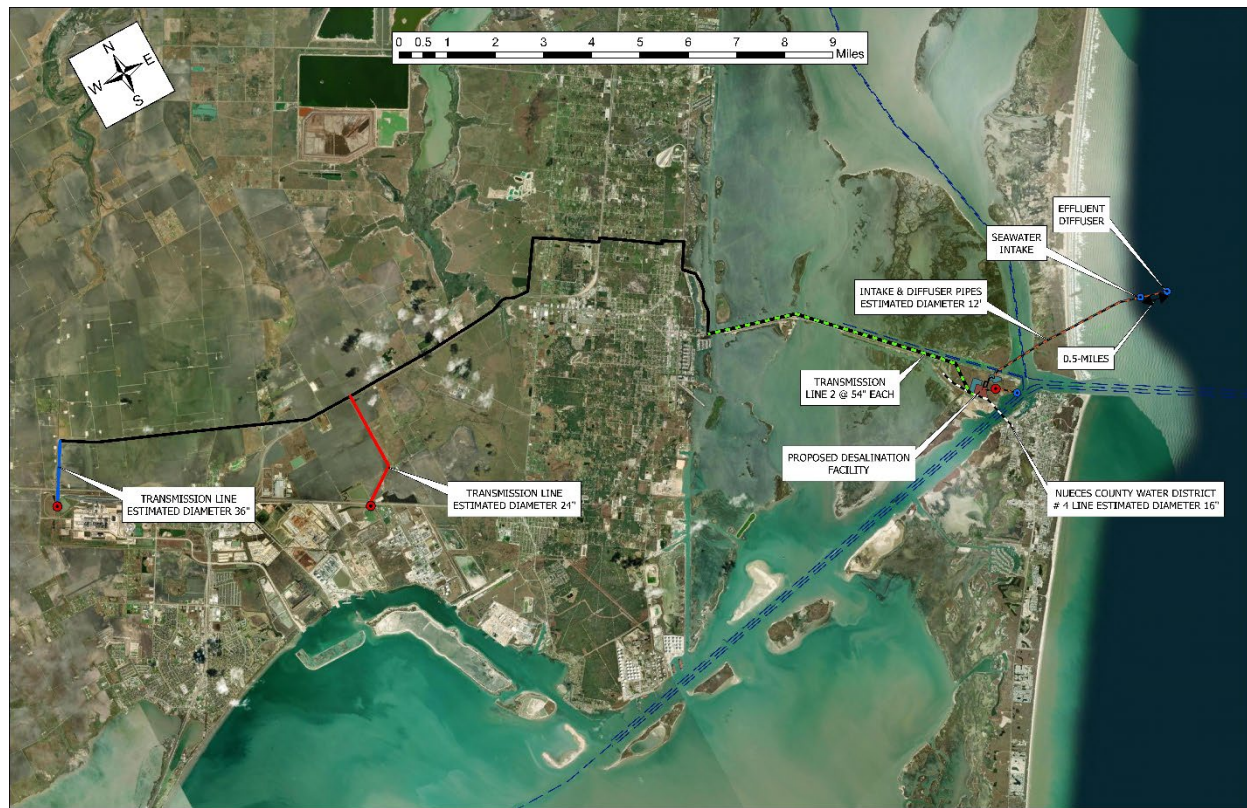 N
E
W
S
0 0.5 1 2 3 4 5 6 7 8 9
Miles
EFFLUENT
DIFFUSER
SEAWATER
INTAKE
INTAKE & DIFFUSER PIPES
ESTIMATED DIAMETER 12'
0.5-MILES
TRANSMISSION
LINE 2 @ 54" EACH
PROPOSED DESALINATION
FACILITY
NUECES COUNTY WATER DISTRICT
# 4 LINE ESTIMATED DIAMETER 16"
TRANSMISSION LINE
ESTIMATED DIAMETER 36"
TRANSMISSION LINE
ESTIMATED DIAMETER 24"